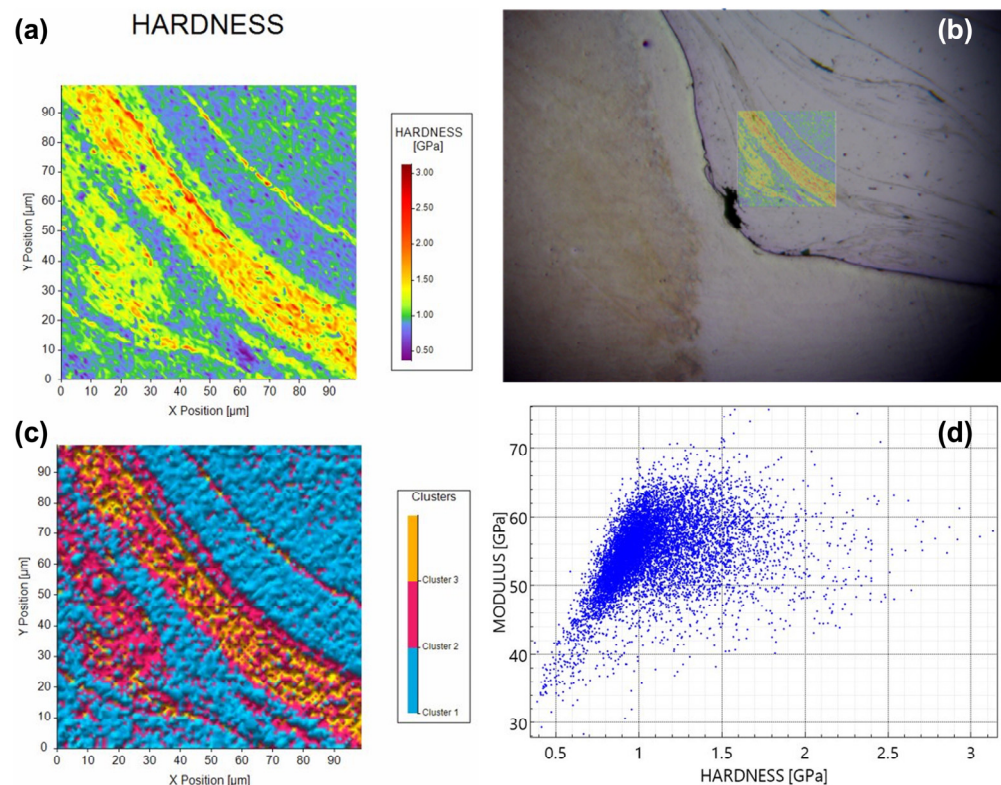 (a)
HARDNESS
90
80
70
60
50
40
30
20
10
0
Y Position [µm]
0 10 20 30 40 50 60 70 80 90
X Position [µm]
HARDNESS
[GPa]
3.00
2.50
2.00
1.50
1.00
0.50
(b)
(c)
90
80
70
60
50
40
30
20
10
0
Y Position [µm]
0 10 20 30 40 50 60 70 80 90
X Position [µm]
Clusters
Cluster 3
Cluster 2
Cluster 1
(d)
70
60
50
40
30
MODULUS [GPa]
0.5 1 1.5 2 2.5 3
HARDNESS [GPa]